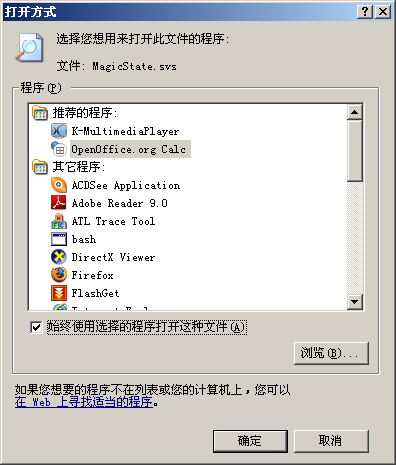 打开方式
选择您想用来打开此文件的程序:
文件: MagicState.svs
程序(P)
推荐的程序:
K-MultimediaPlayer
OpenOffice.org Calc
其它程序:
ACDSee Application
Adobe Reader 9.0
ATL Trace Tool
bash
DirectX Viewer
Firefox
FlashGet
始终使用选择的程序打开这种文件(A)
浏览(B)...
如果您想要的程序不在列表或您的计算机上，您可以
在 Web 上寻找适当的程序。
确定
取消